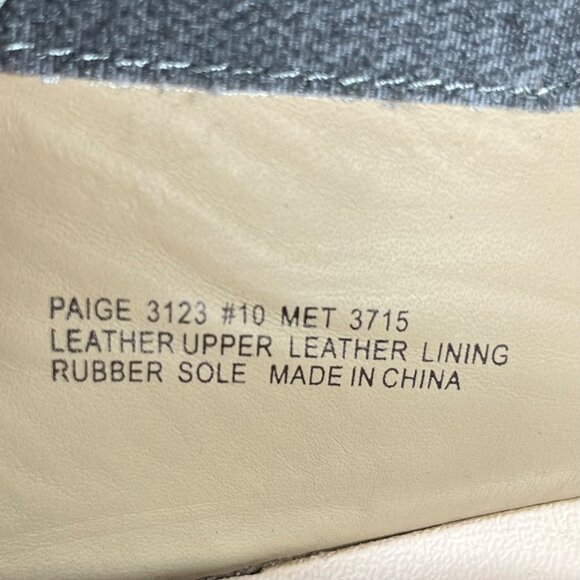 PAIGE 3123 #10 MET 3715
LEATHER UPPER LEATHER LINING
RUBBER SOLE MADE IN CHINA